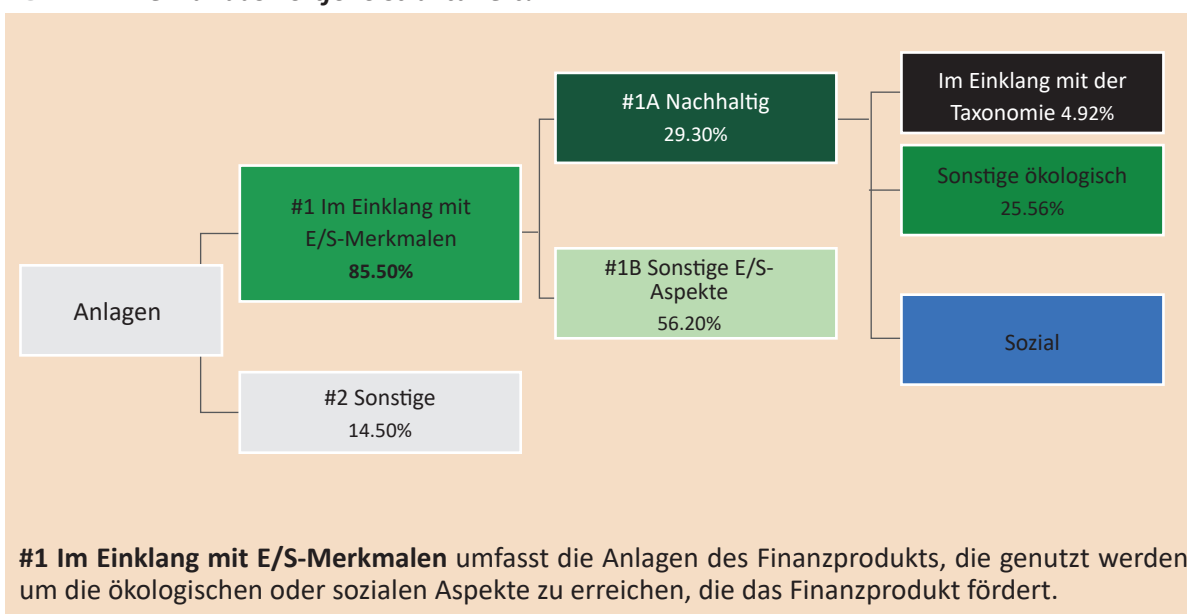 Anlagen
#1 Im Einklang mit
E/S-Merkmalen
85.50%
#2 Sonstige
14.50%
#1A Nachhaltig
29.30%
#1B Sonstige E/S-
Aspekte
56.20%
Im Einklang mit der
Taxonomie 4.92%
Sonstige ökologisch
25.56%
Sozial
#1 Im Einklang mit E/S-Merkmalen umfasst die Anlagen des Finanzprodukts, die genutzt werden
um die ökologischen oder sozialen Aspekte zu erreichen, die das Finanzprodukt fördert.